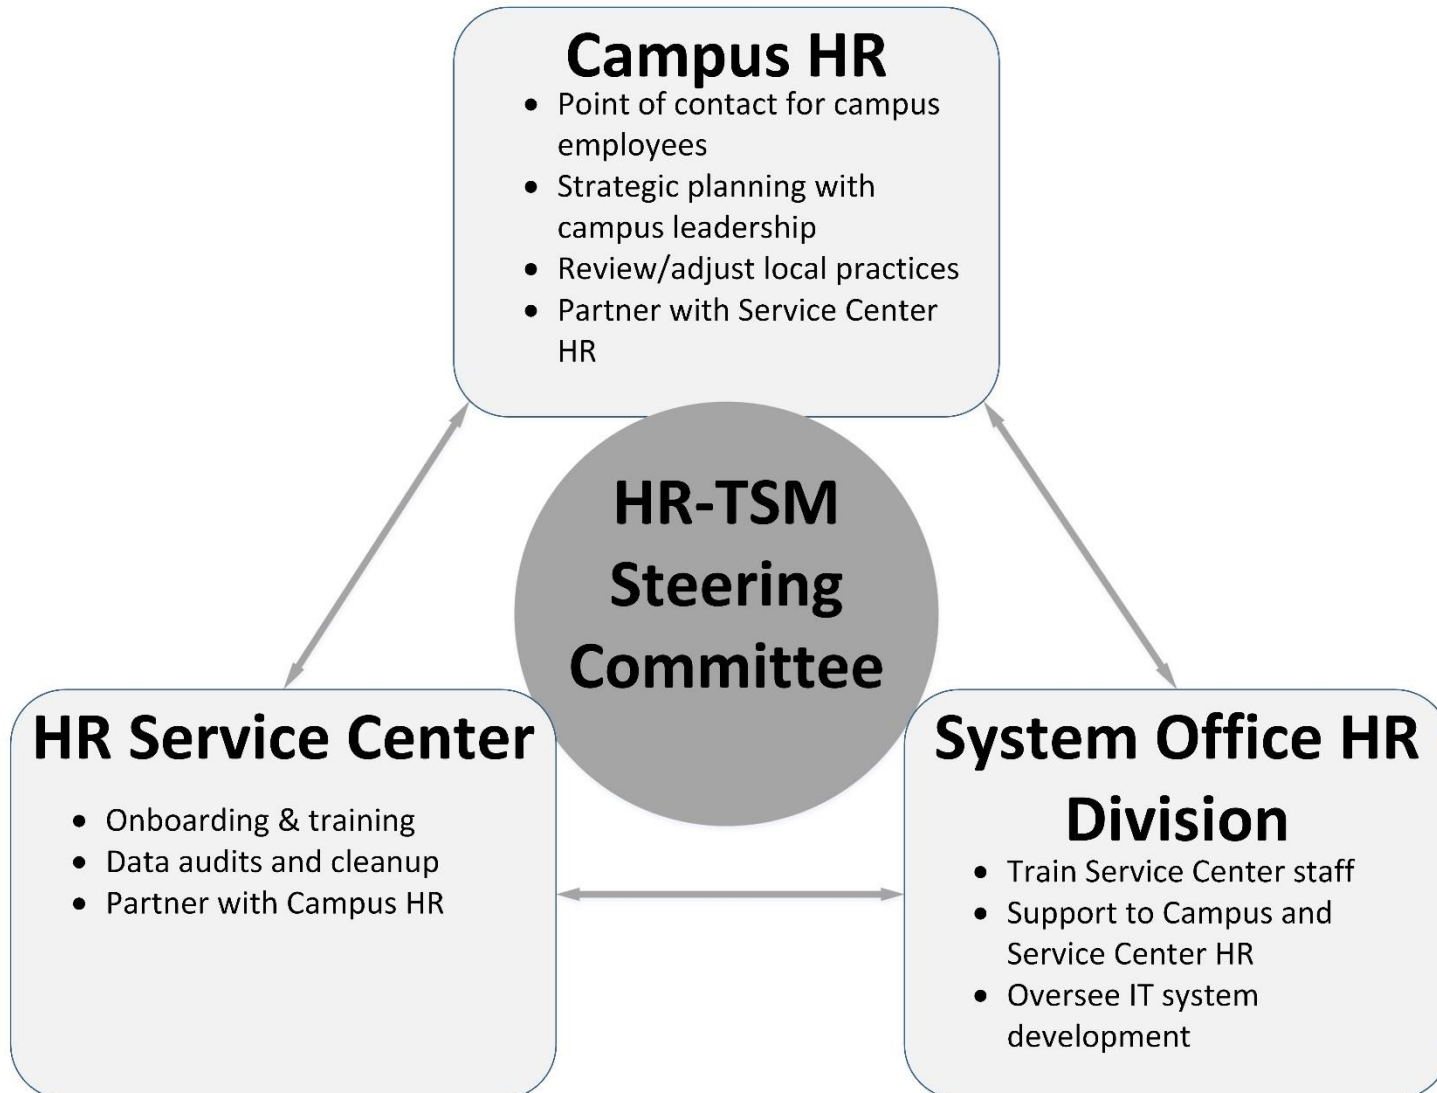 Campus HR
• Point of contact for campus
employees
• Strategic planning with
campus leadership
• Review/adjust local practices
• Partner with Service Center
HR
HR-TSM
Steering
Committee
HR Service Center
• Onboarding & training
• Data audits and cleanup
• Partner with Campus HR
System Office HR
Division
• Train Service Center staff
• Support to Campus and
Service Center HR
• Oversee IT system
development